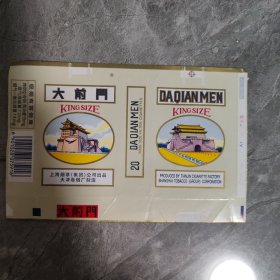 大前門
KING SIZE
上海烟草(集团)公司出品
天津卷烟厂制造
大前門
20 DAQIANMEN
DAQIANMEN
KING SIZE
PRODUCED BY TIANJIN CIGARETTE FACTORY
SHANGHAI TOBACCO (GROUP) CORPORATION